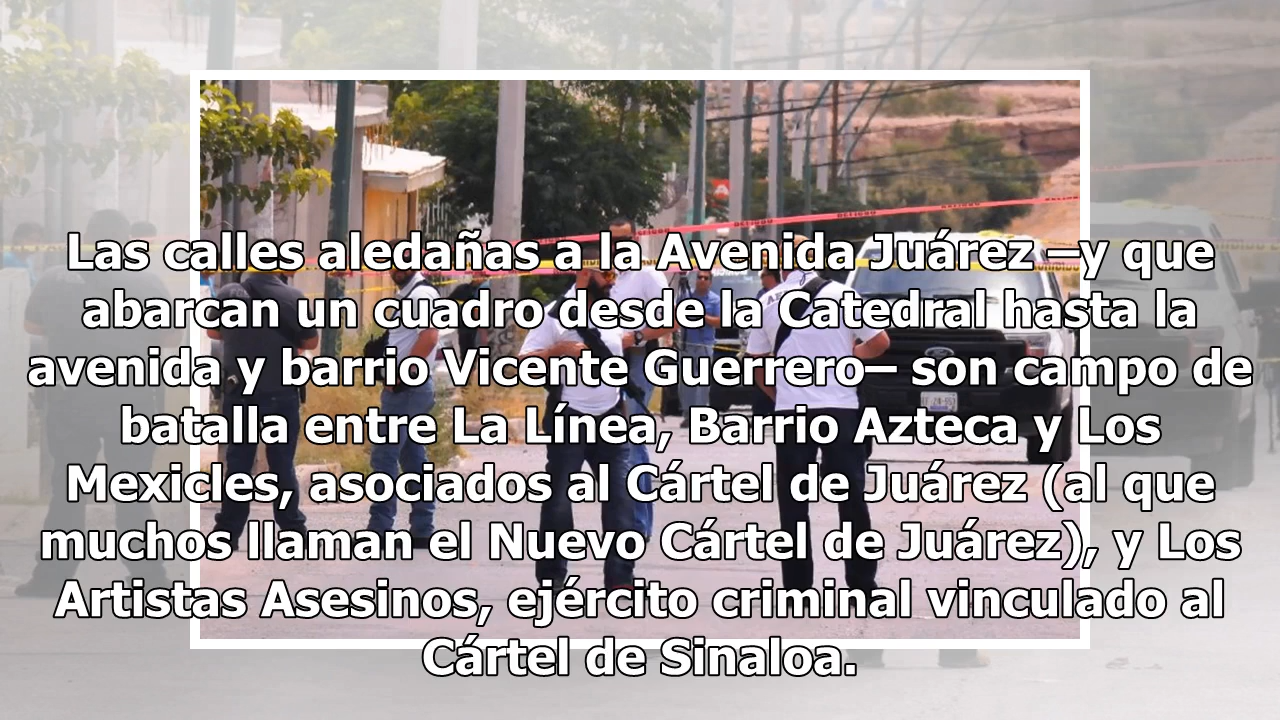 Las calles aledañas a la Avenida Juárez –y que
abarcan un cuadro desde la Catedral hasta la
avenida y barrio Vicente Guerrero– son campo de
batalla entre La Línea, Barrio Azteca y Los
Mexicles, asociados al Cártel de Juárez (al que
muchos llaman el Nuevo Cártel de Juárez), y Los
Artistas Asesinos, ejército criminal vinculado al
Cártel de Sinaloa.